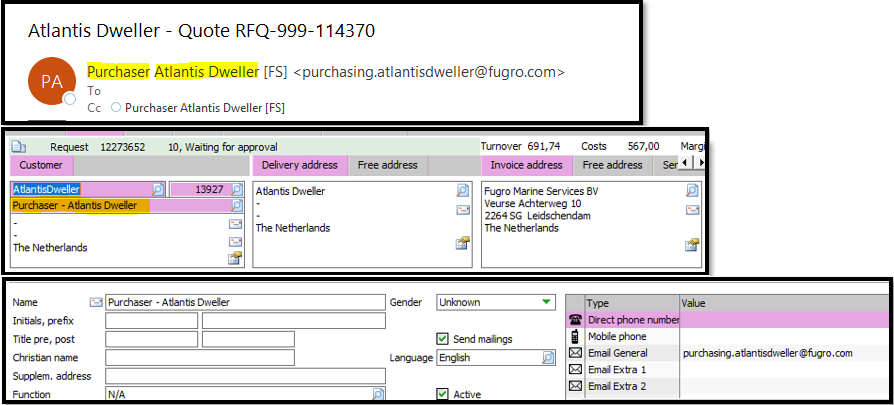 Atlantis Dweller - Quote RFQ-999-114370
PA
Purchaser Atlantis Dweller [FS] <purchasing.atlantisdweller@fugro.com>
To
Cc Purchaser Atlantis Dweller [FS]
Request 12273652 10, Waiting for approval Turnover 691,74 Costs 567,00 Margi
Customer Delivery address Free address Invoice address Free address Ser
AtlantisDweller 13927
Purchaser - Atlantis Dweller
-
-
The Netherlands
Atlantis Dweller
-
-
The Netherlands
Fugro Marine Services BV
Veurse Achterweg 10
2264 SG Leidschendam
The Netherlands
Name Purchaser - Atlantis Dweller Gender Unknown
Initials, prefix
Title pre, post Send mailings
Christian name Language English
Supplem. address
Function N/A Active
Type Value
Direct phone number
Mobile phone
Email General purchasing.atlantisdweller@fugro.com
Email Extra 1
Email Extra 2